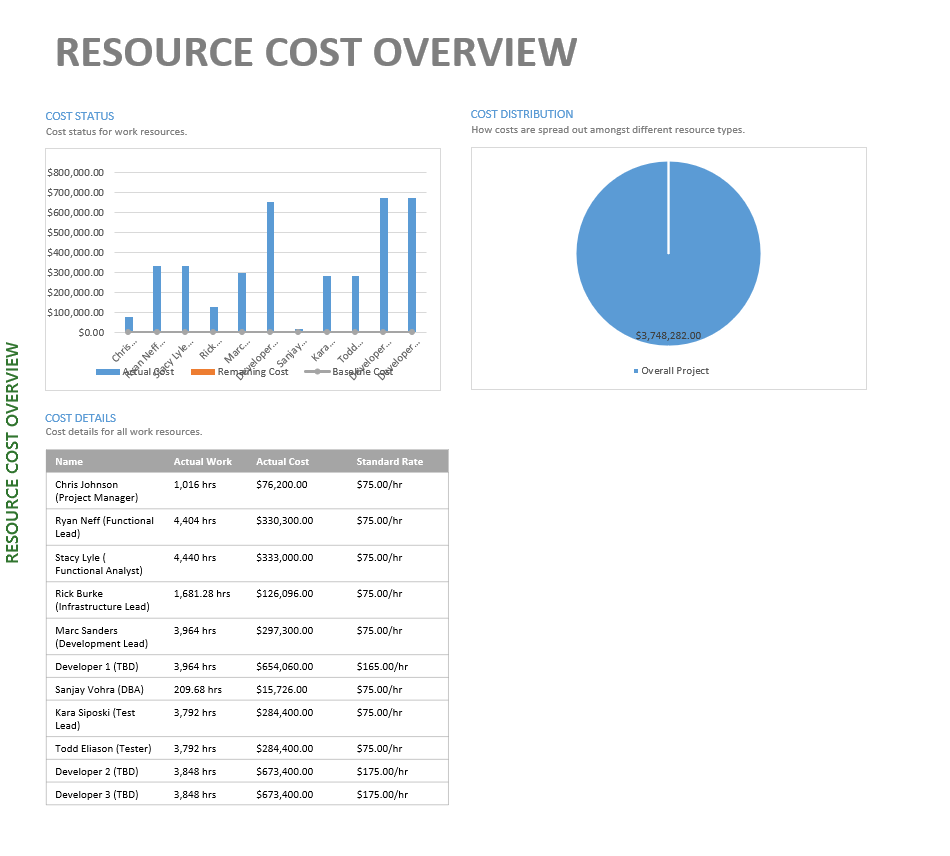 RESOURCE COST OVERVIEW
COST STATUS
Cost status for work resources.
$800,000.00
$700,000.00
$600,000.00
$500,000.00
$400,000.00
$300,000.00
$200,000.00
$100,000.00
$0.00
Chris...
Ryan Neff...
Stacy Lyle...
Rick...
Marc...
Developer...
Sanjay...
Kara...
Todd...
Developer...
Developer...
Actual Cost
Remaining Cost
Baseline Cost
COST DISTRIBUTION
How costs are spread out amongst different resource types.
$3,748,282.00
Overall Project
RESOURCE COST OVERVIEW
COST DETAILS
Cost details for all work resources.
Name Actual Work Actual Cost Standard Rate
Chris Johnson 1,016 hrs $76,200.00 $75.00/hr
(Project Manager)
Ryan Neff (Functional 4,404 hrs $330,300.00 $75.00/hr
Lead)
Stacy Lyle ( 4,440 hrs $333,000.00 $75.00/hr
Functional Analyst)
Rick Burke 1,681.28 hrs $126,096.00 $75.00/hr
(Infrastructure Lead)
Marc Sanders 3,964 hrs $297,300.00 $75.00/hr
(Development Lead)
Developer 1 (TBD) 3,964 hrs $654,060.00 $165.00/hr
Sanjay Vohra (DBA) 209.68 hrs $15,726.00 $75.00/hr
Kara Siposki (Test 3,792 hrs $284,400.00 $75.00/hr
Lead)
Todd Eliason (Tester) 3,792 hrs $284,400.00 $75.00/hr
Developer 2 (TBD) 3,848 hrs $673,400.00 $175.00/hr
Developer 3 (TBD) 3,848 hrs $673,400.00 $175.00/hr